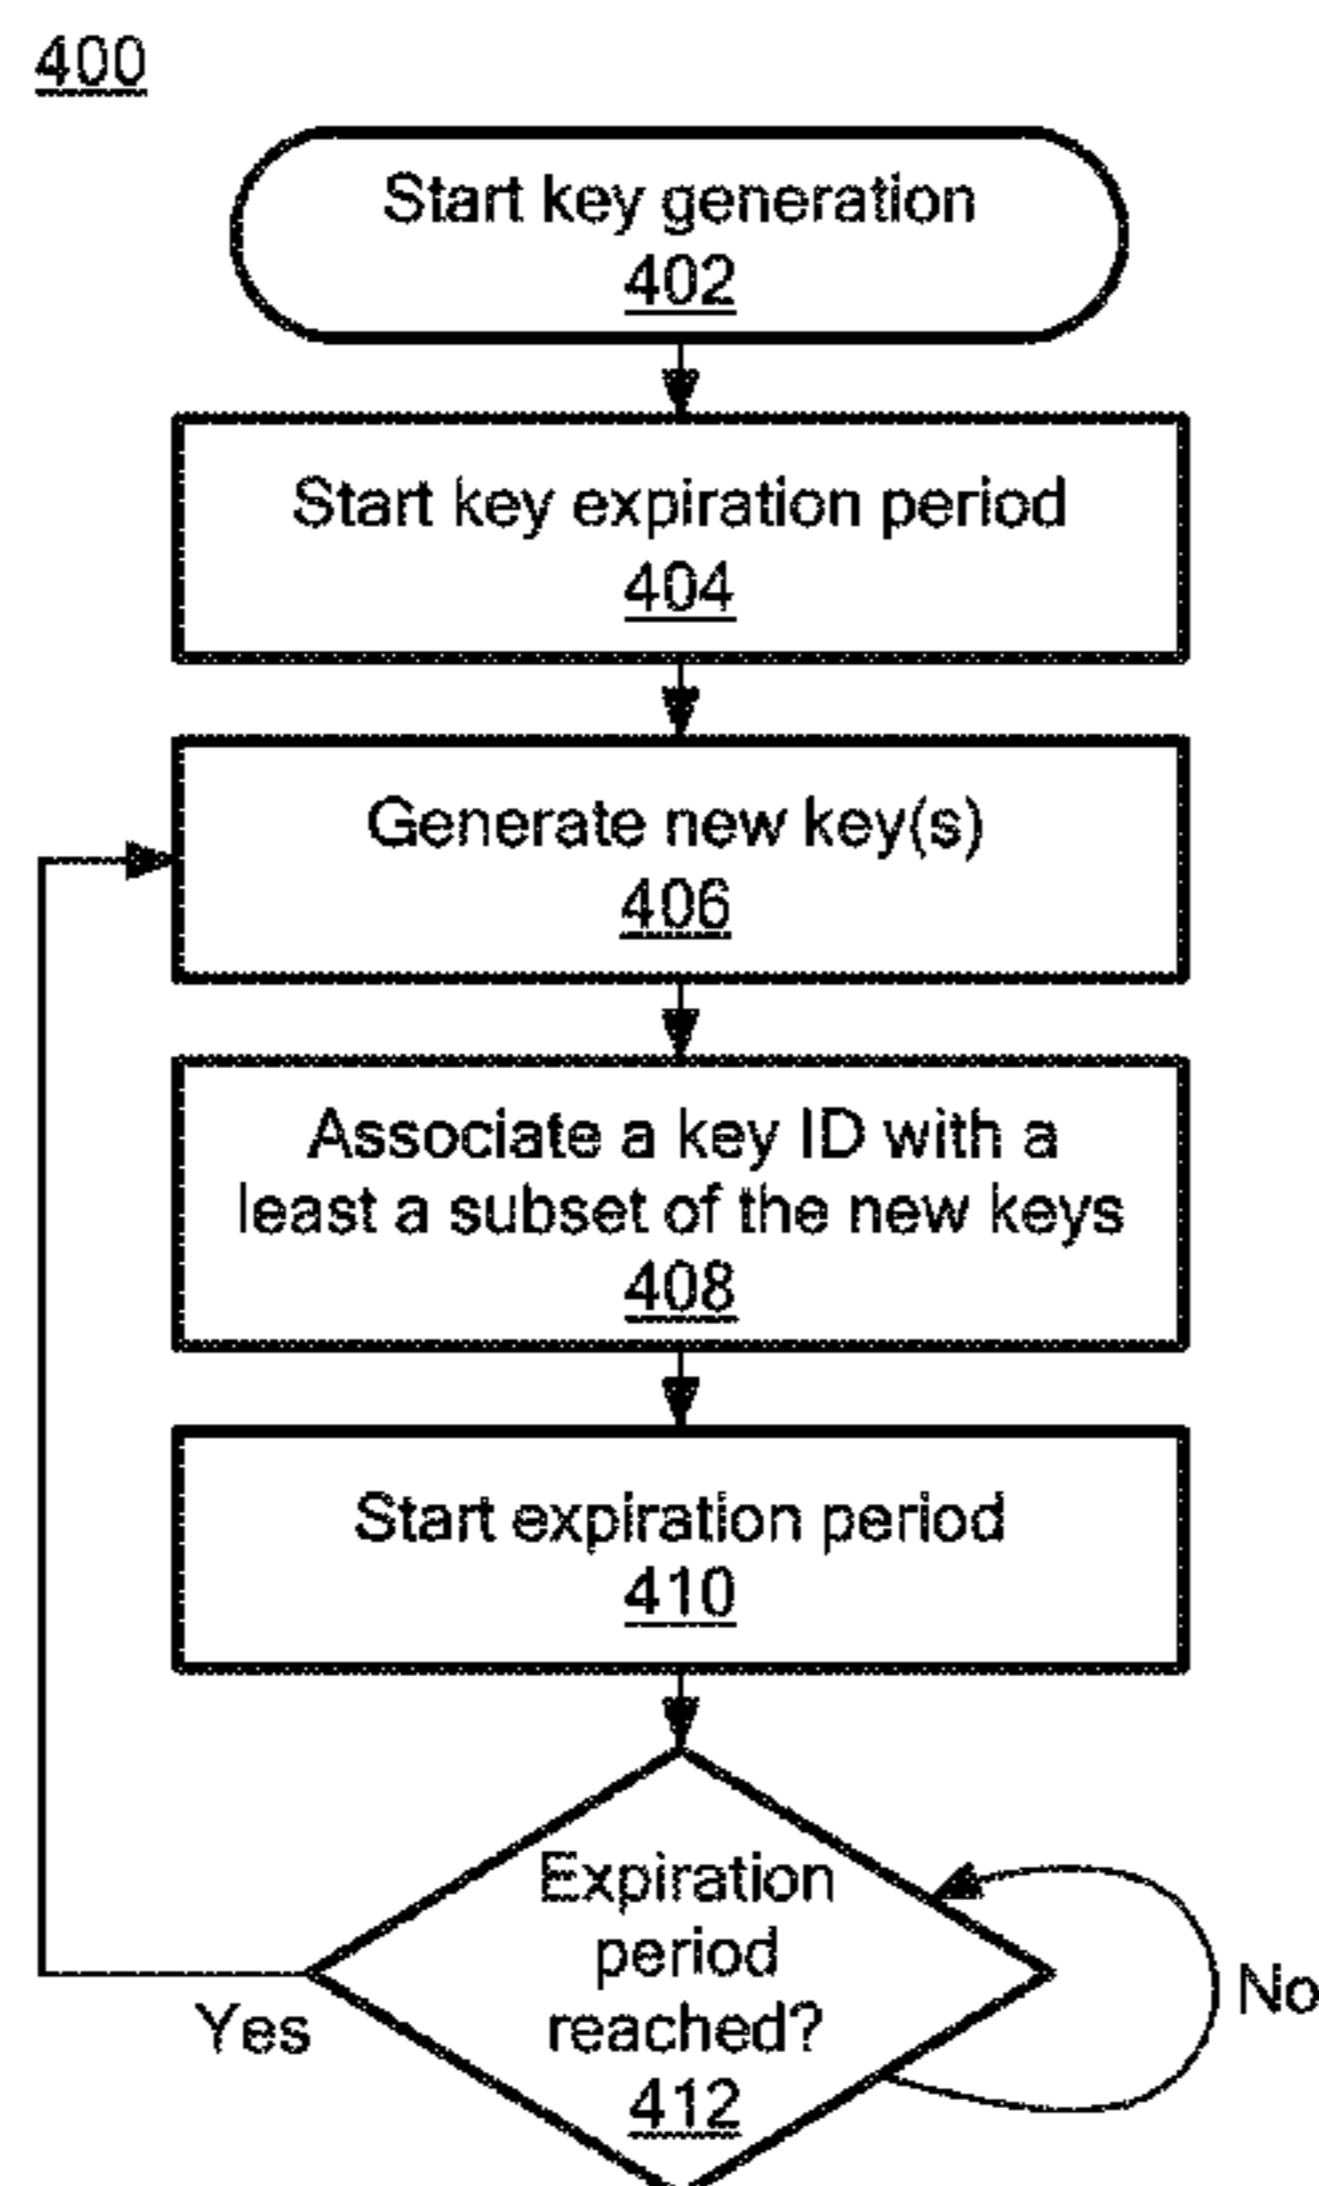 400
Start key generation
402
Start key expiration period
404
Generate new key(s)
406
Associate a key ID with a
least a subset of the new keys
408
Start expiration period
410
Expiration
period
reached?
412
Yes
No